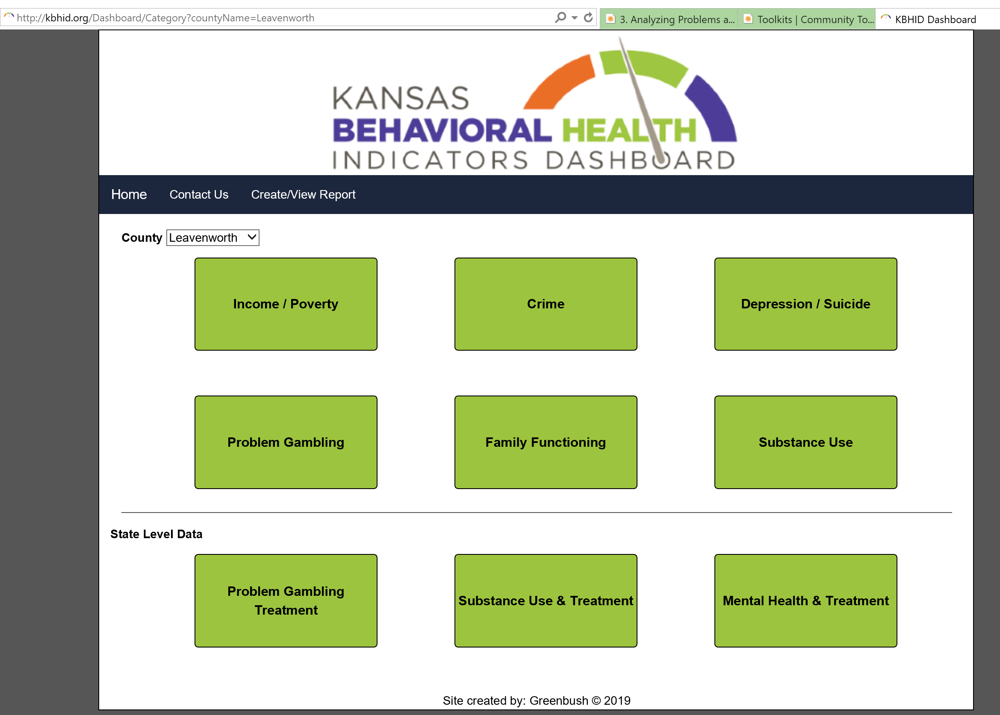 http://kbhid.org/Dashboard/Category?countyName=Leavenworth
3. Analyzing Problems a...
Toolkits | Community To...
KBHID Dashboard
KANSAS
BEHAVIORAL HEALTH
INDICATORS DASHBOARD
Home Contact Us Create/View Report
County Leavenworth
Income / Poverty
Crime
Depression / Suicide
Problem Gambling
Family Functioning
Substance Use
State Level Data
Problem Gambling
Treatment
Substance Use & Treatment
Mental Health & Treatment
Site created by: Greenbush © 2019